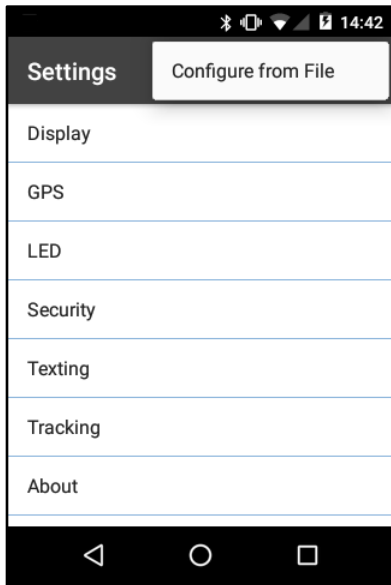 14:42
Settings
Configure from File
Display
GPS
LED
Security
Texting
Tracking
About